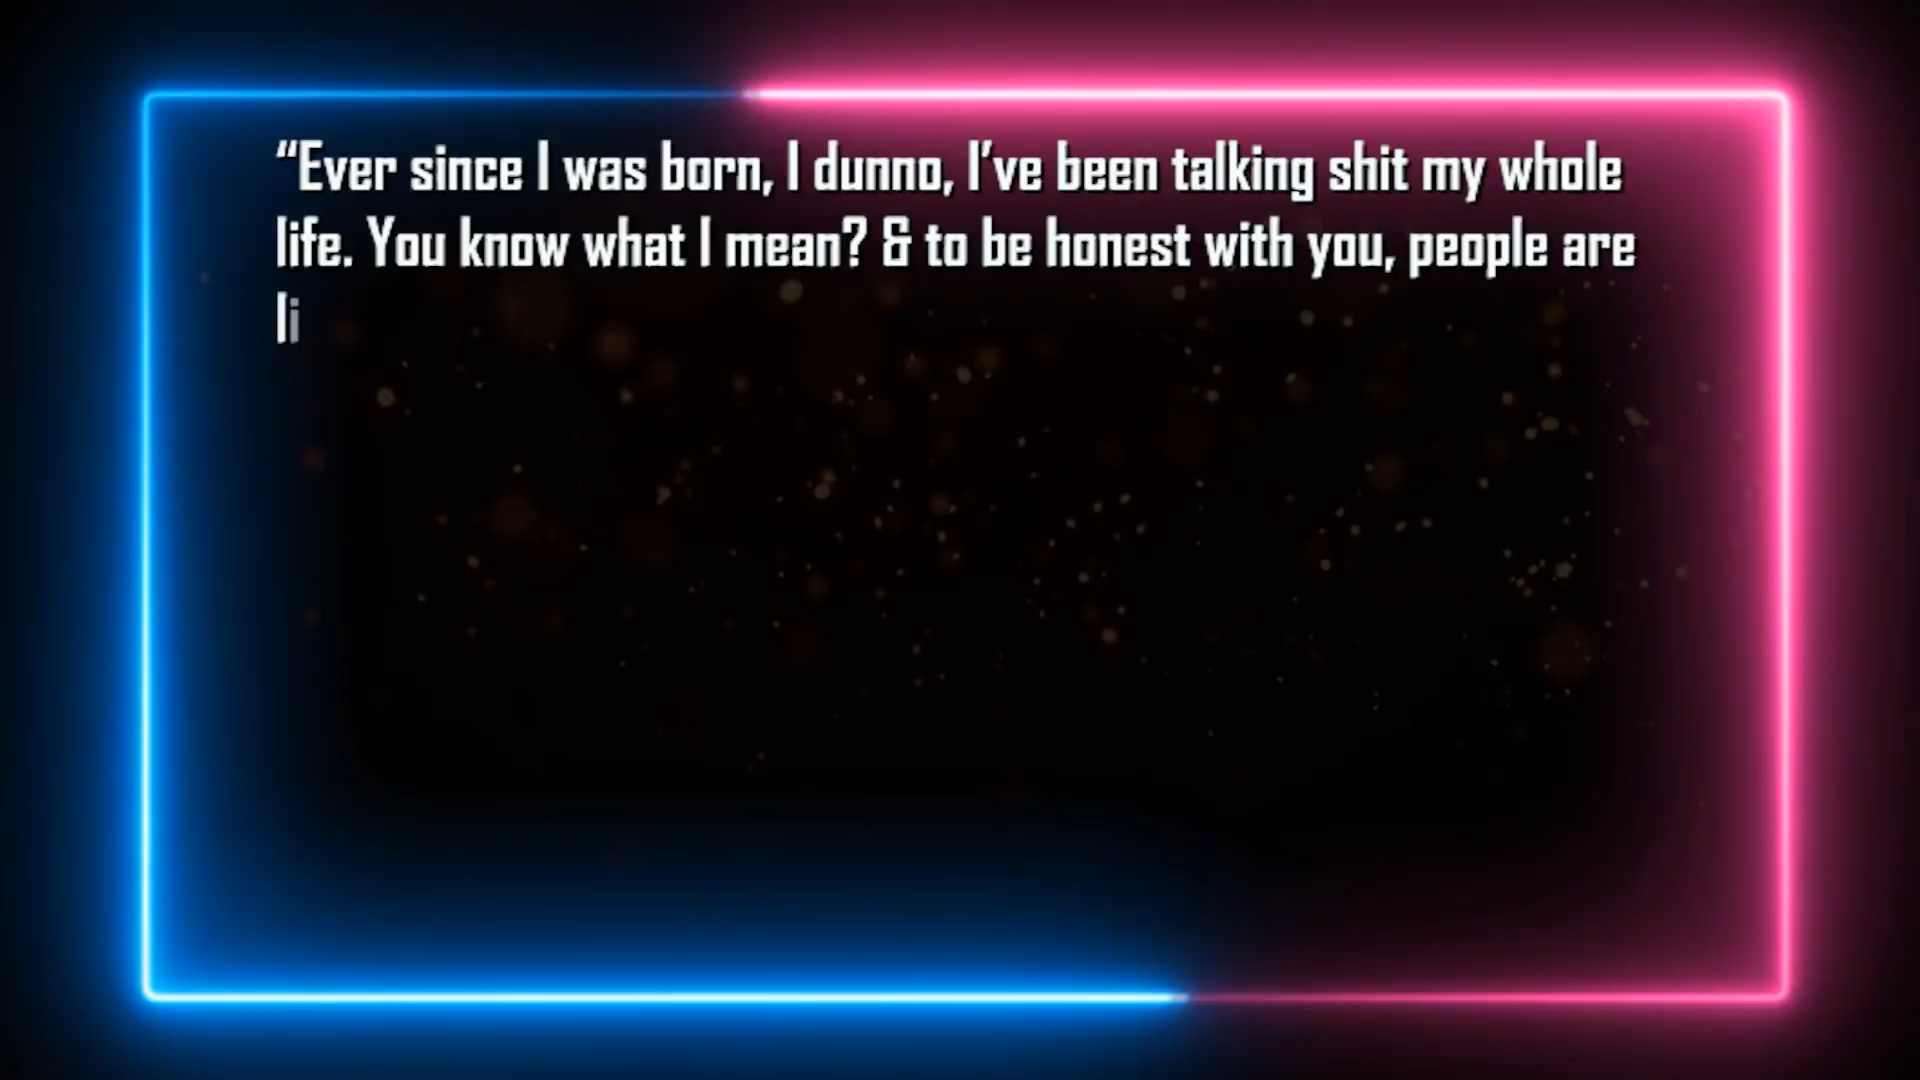 “Ever since I was born, I dunno, I’ve been talking shit my whole
life. You know what I mean? & to be honest with you, people are
li